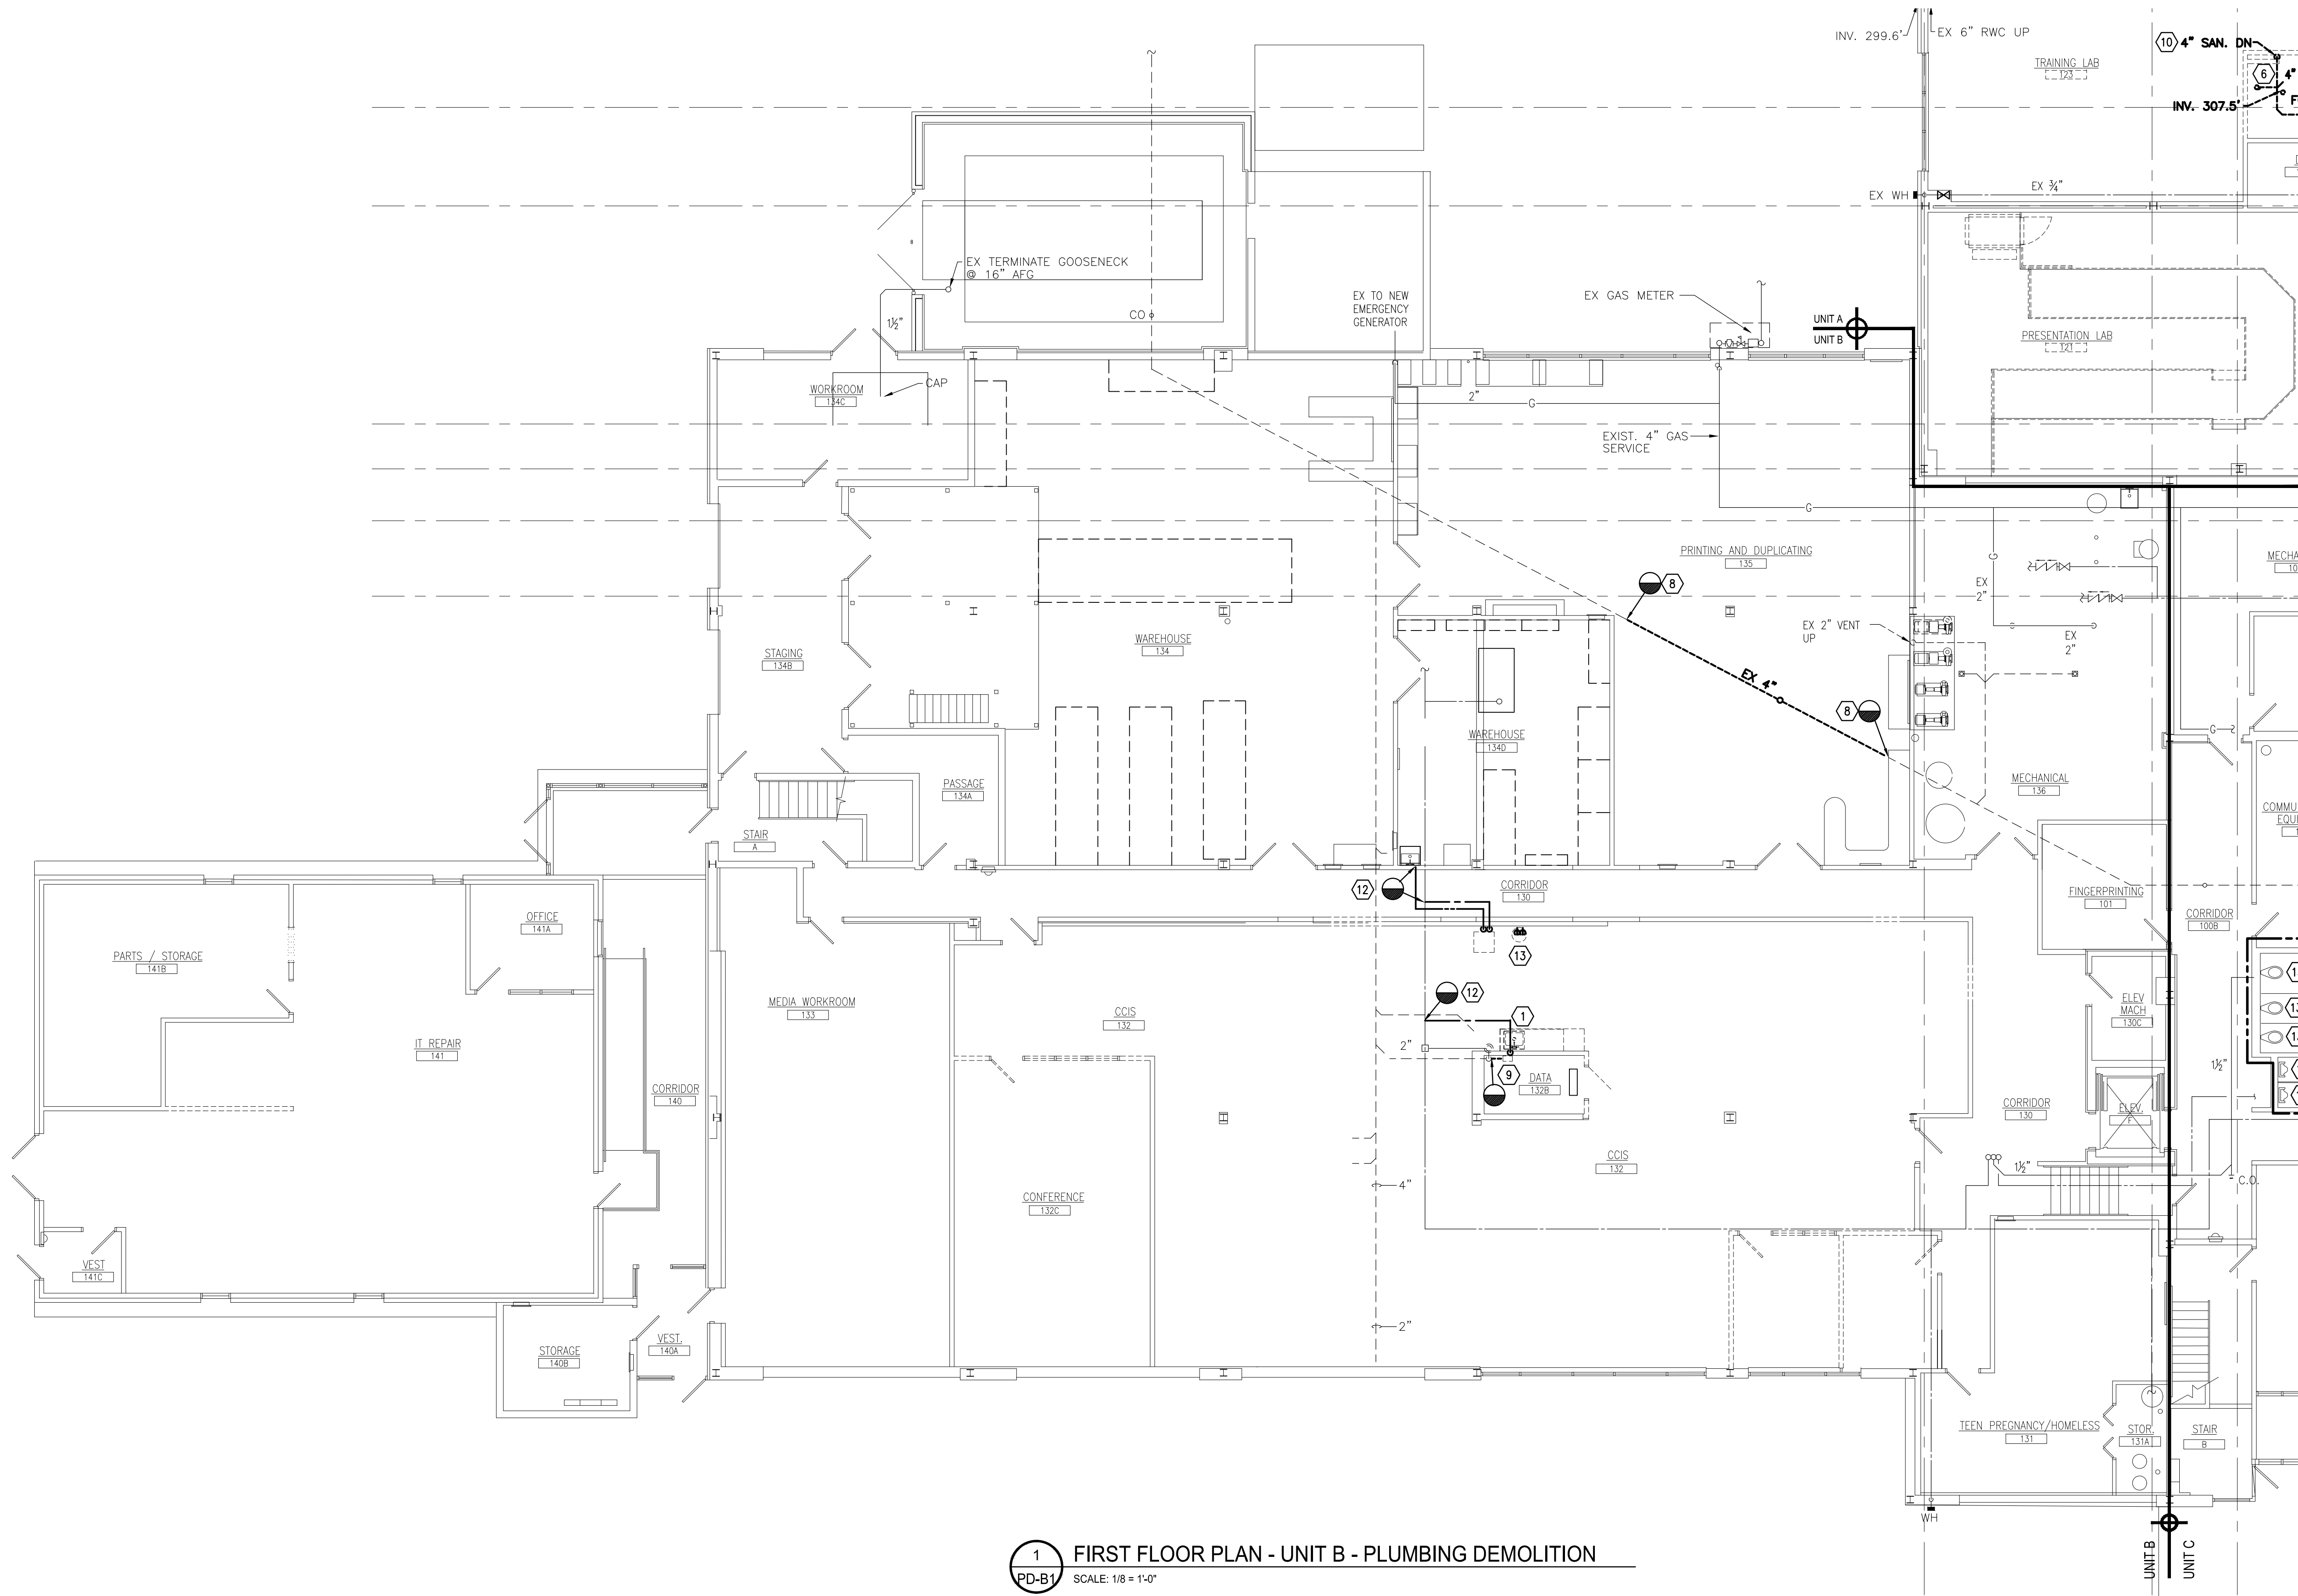 INV. 299.6'
EX 6" RWC UP
10
4" SAN. DN
TRAINING LAB
123
6
4"
INV. 307.5'
EX WH
EX ¾"
EX TERMINATE GOOSENECK
@ 16" AFG
1½"
CO
EX TO NEW
EMERGENCY
GENERATOR
EX GAS METER
UNIT A
UNIT B
PRESENTATION LAB
121
WORKROOM
134C
CAP
2"
G
EXIST. 4" GAS
SERVICE
G
PRINTING AND DUPLICATING
135
G
8
EX
2"
EX 2" VENT
UP
EX
2"
STAGING
134B
WAREHOUSE
134
EX 4"
8
WAREHOUSE
134D
G
PASSAGE
134A
MECHANICAL
136
STAIR
A
12
CORRIDOR
130
FINGERPRINTING
101
CORRIDOR
100B
OFFICE
141A
PARTS / STORAGE
141B
13
12
MEDIA WORKROOM
133
CCIS
132
1
ELEV
MACH
130C
IT REPAIR
141
2"
9
DATA
132B
1½"
CORRIDOR
140
CORRIDOR
130
ELEV.
F
CCIS
132
1½"
4"
C.O.
CONFERENCE
132C
VEST
141C
2"
STORAGE
140B
VEST.
140A
TEEN PREGNANCY/HOMELESS
131
STOR.
131A
STAIR
B
WH
1
PD-B1
FIRST FLOOR PLAN - UNIT B - PLUMBING DEMOLITION
SCALE: 1/8 = 1'-0"
UNIT B
UNIT C